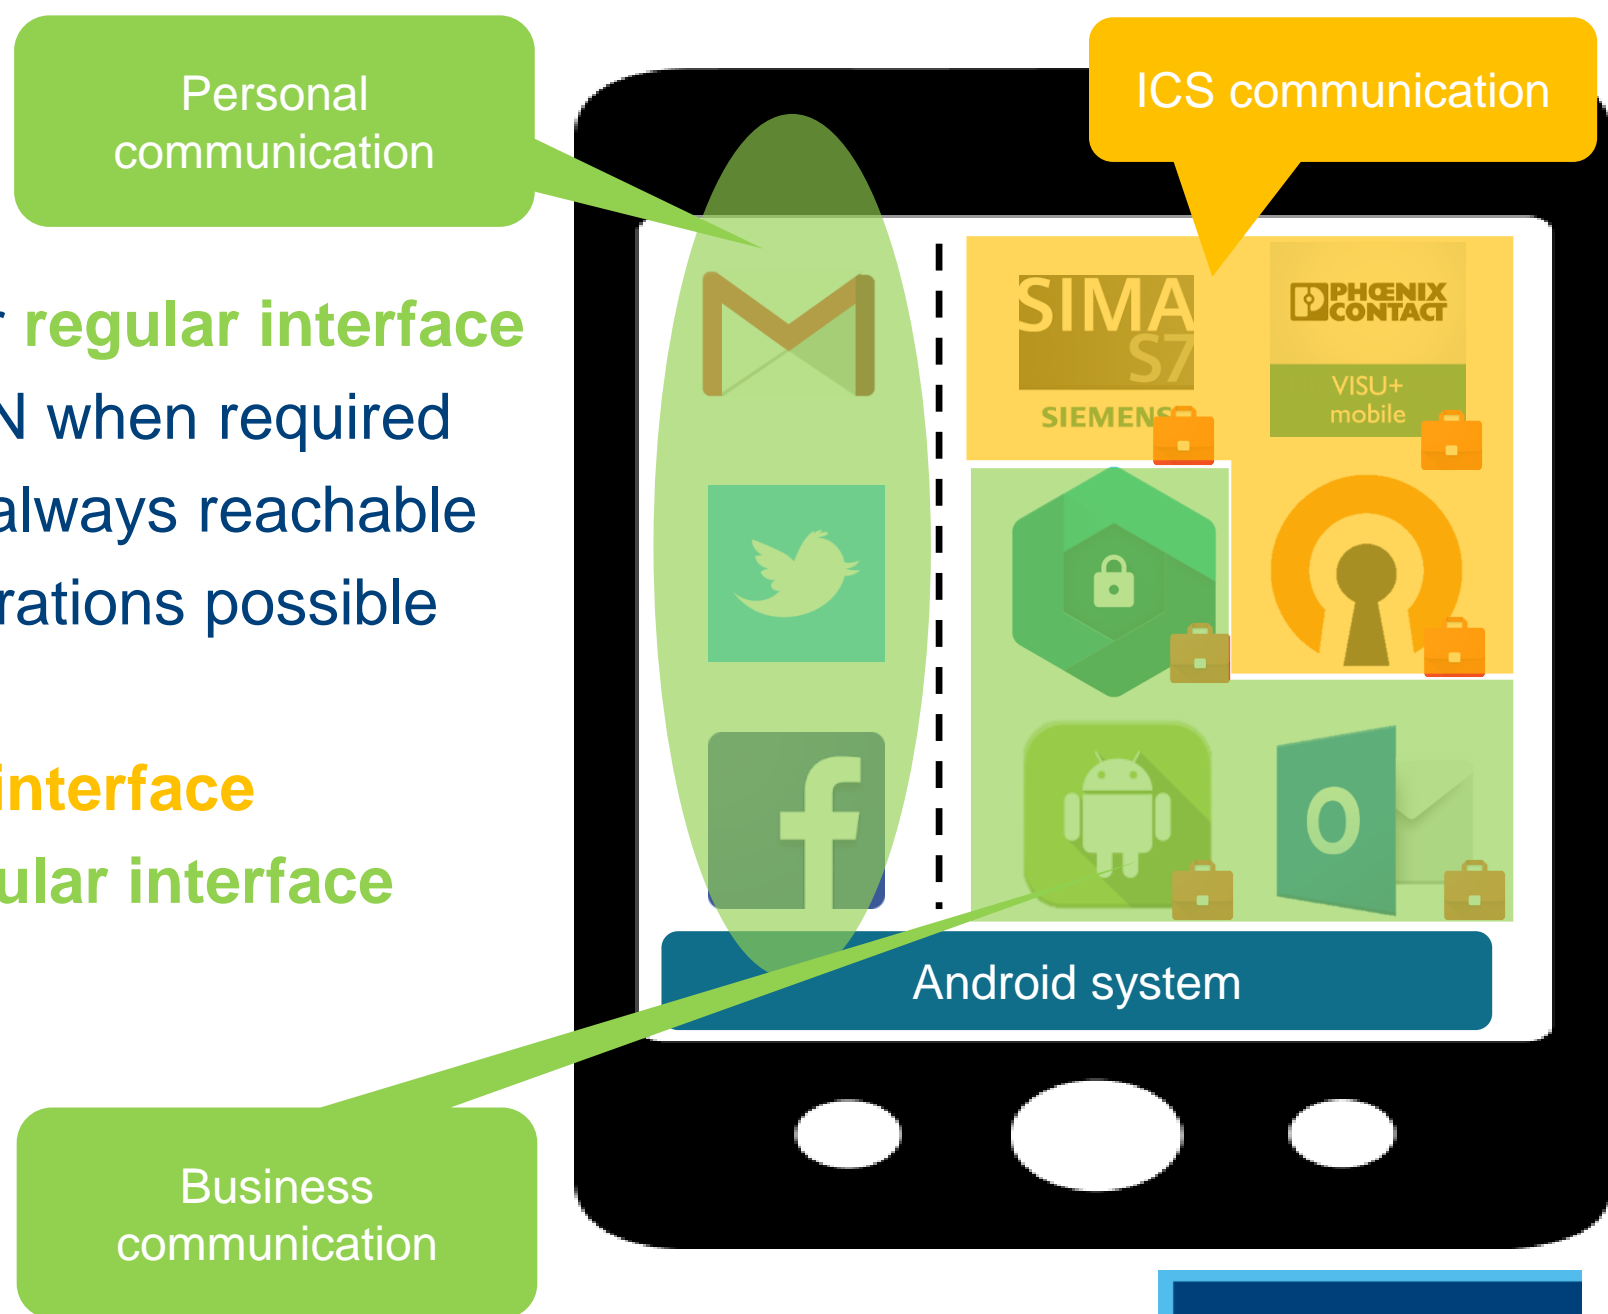 Personal
communication
ICS communication
r regular interface
N when required
always reachable
rations possible
interface
ular interface
SIMA
S7
SIEMENS
PHŒNIX
CONTACT
VISU+
mobile
O
f
Android system
Business
communication